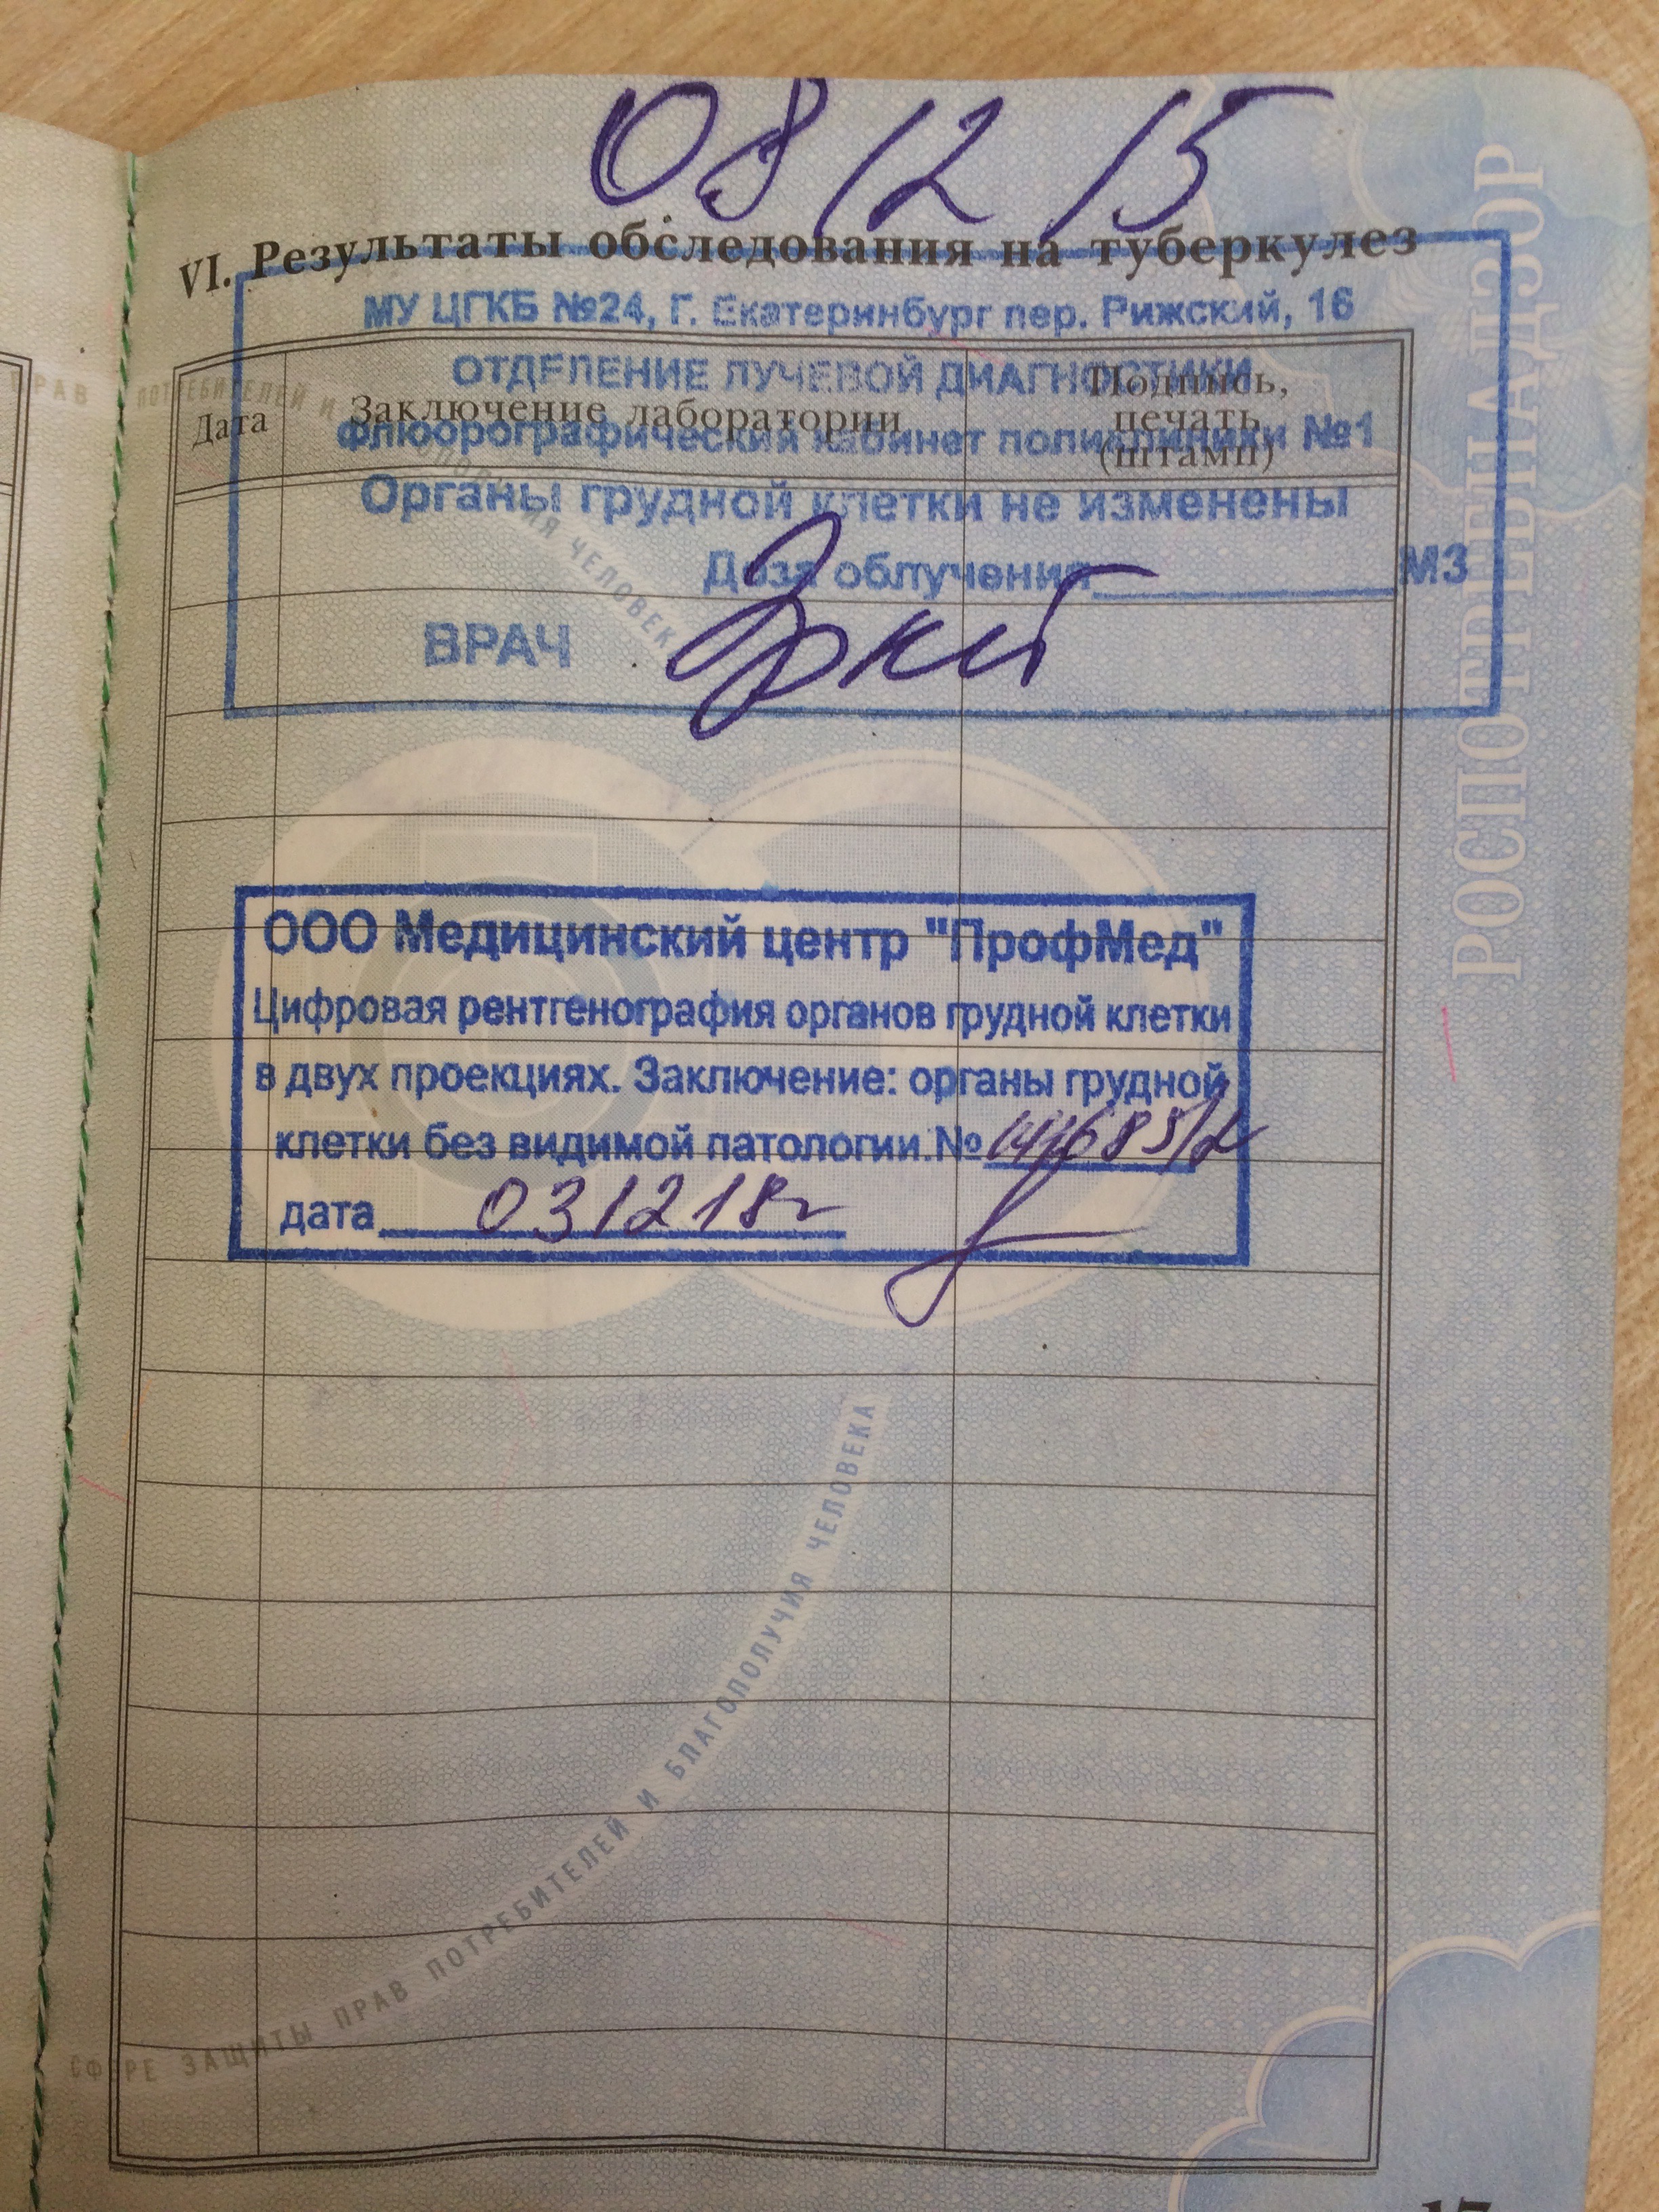 08 12 15
VI. Результаты обследования на туберкулез
МУ ЦГКБ №24, Г. Екатеринбург пер. Рижский, 16
ОТДЕЛЕНИЕ ЛУЧЕВОЙ ДИАГНОСТИКИ
Дата Заключение лаборатории Подпись, печать (штамп)
Флюорографический кабинет поликлиники №1
Органы грудной клетки не изменены
Доза облучения МЗ
ВРАЧ
ООО Медицинский центр "ПрофМед"
Цифровая рентгенография органов грудной клетки
в двух проекциях. Заключение: органы грудной
клетки без видимой патологии.№
дата 03 12 18г
РОСПОТРЕБНАДЗОР
СФЕРЕ ЗАЩИТЫ ПРАВ ПОТРЕБИТЕЛЕЙ И БЛАГОПОЛУЧИЯ ЧЕЛОВЕКА
ПРАВ ПОТРЕБИТЕЛЕЙ И
ЧЕЛОВЕКА